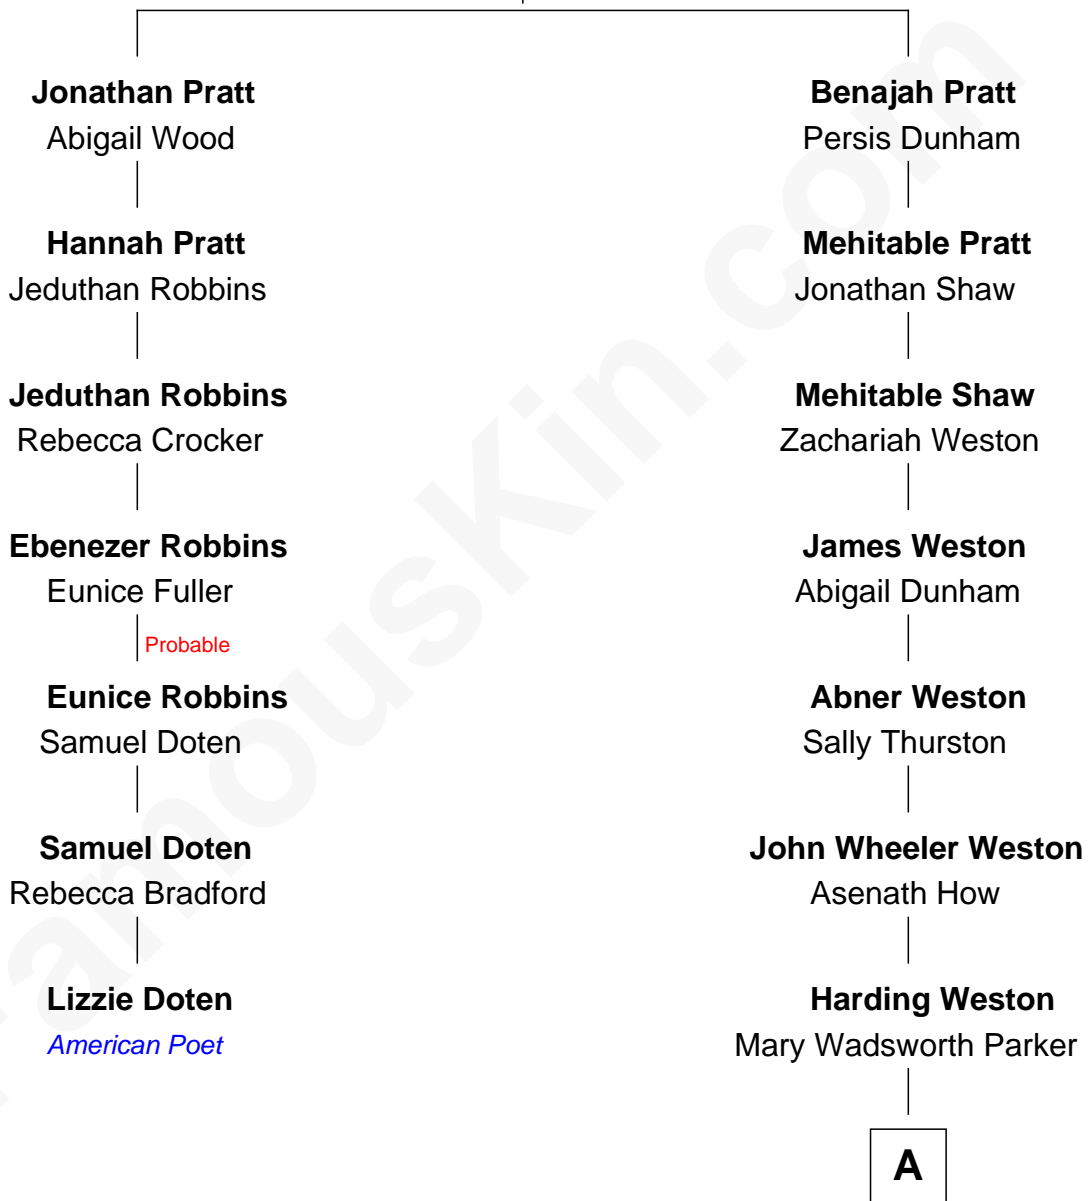 Jonathan Pratt
Abigail Wood
Hannah Pratt
Jeduthan Robbins
Jeduthan Robbins
Rebecca Crocker
Ebenezer Robbins
Eunice Fuller
Probable
Eunice Robbins
Samuel Doten
Samuel Doten
Rebecca Bradford
Lizzie Doten
American Poet
Benajah Pratt
Persis Dunham
Mehitable Pratt
Jonathan Shaw
Mehitable Shaw
Zachariah Weston
James Weston
Abigail Dunham
Abner Weston
Sally Thurston
John Wheeler Weston
Asenath How
Harding Weston
Mary Wadsworth Parker
A
FamousKin.com